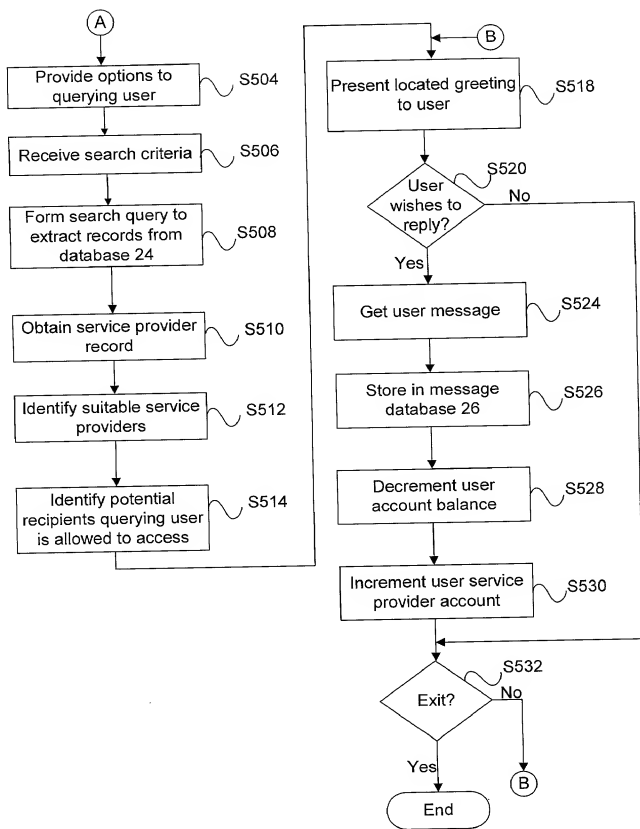 A
Provide options to
querying user
S504
Receive search criteria
S506
Form search query to
extract records from
database 24
S508
Obtain service provider
record
S510
Identify suitable service
providers
S512
Identify potential
recipients querying user
is allowed to access
S514
B
Present located greeting
to user
S518
User
wishes to
reply?
S520
No
Yes
Get user message
S524
Store in message
database 26
S526
Decrement user
account balance
S528
Increment user service
provider account
S530
Exit?
S532
No
Yes
B
End